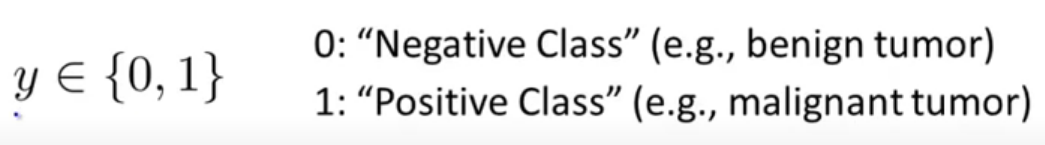 y ∈ {0, 1}
0: “Negative Class” (e.g., benign tumor)
1: “Positive Class” (e.g., malignant tumor)